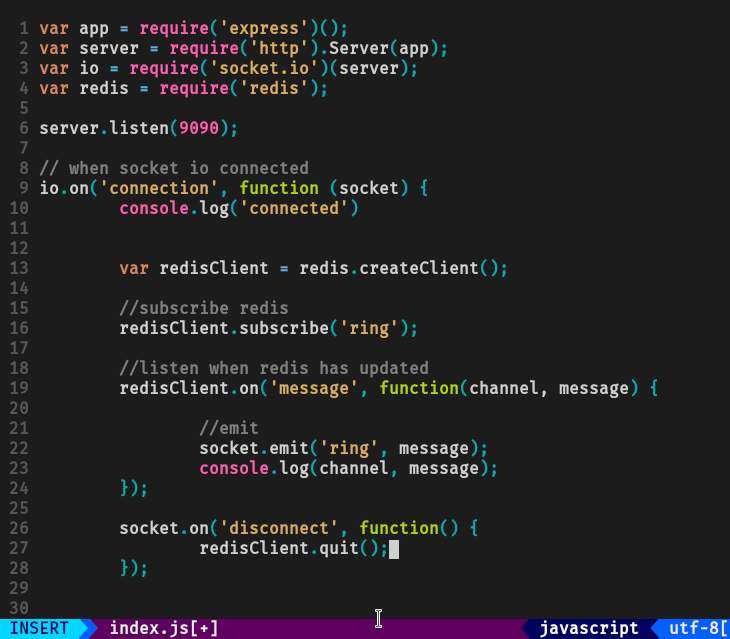 1 var app = require('express')();
2 var server = require('http').Server(app);
3 var io = require('socket.io')(server);
4 var redis = require('redis');
5
6 server.listen(9090);
7
8 // when socket io connected
9 io.on('connection', function (socket) {
10         console.log('connected')
11
12
13         var redisClient = redis.createClient();
14
15         //subscribe redis
16         redisClient.subscribe('ring');
17
18         //listen when redis has updated
19         redisClient.on('message', function(channel, message) {
20
21                 //emit
22                 socket.emit('ring', message);
23                 console.log(channel, message);
24         });
25
26         socket.on('disconnect', function() {
27                 redisClient.quit();
28         });
29
30
INSERT index.js[+] javascript utf-8[